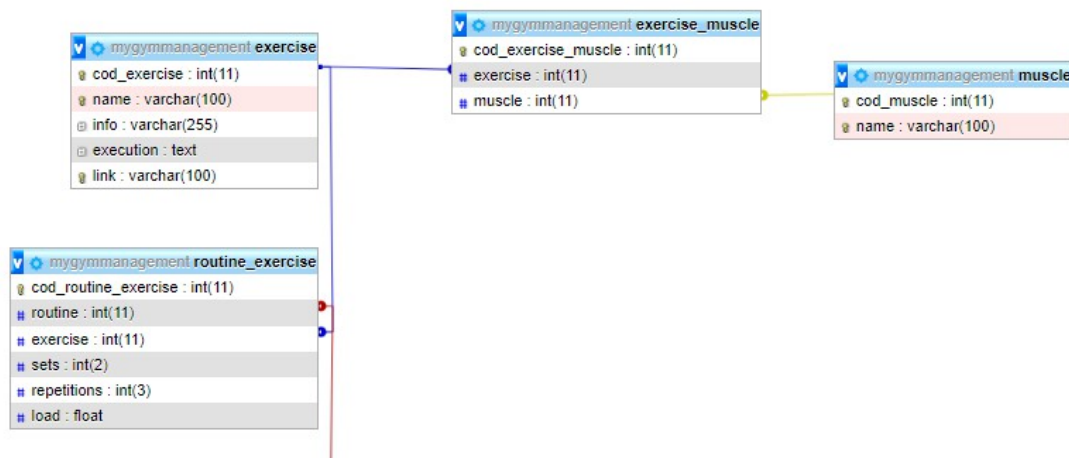 mygymmanagement exercise
cod_exercise : int(11)
name : varchar(100)
info : varchar(255)
execution : text
link : varchar(100)
mygymmanagement exercise_muscle
cod_exercise_muscle : int(11)
exercise : int(11)
muscle : int(11)
mygymmanagement muscle
cod_muscle : int(11)
name : varchar(100)
mygymmanagement routine_exercise
cod_routine_exercise : int(11)
routine : int(11)
exercise : int(11)
sets : int(2)
repetitions : int(3)
load : float